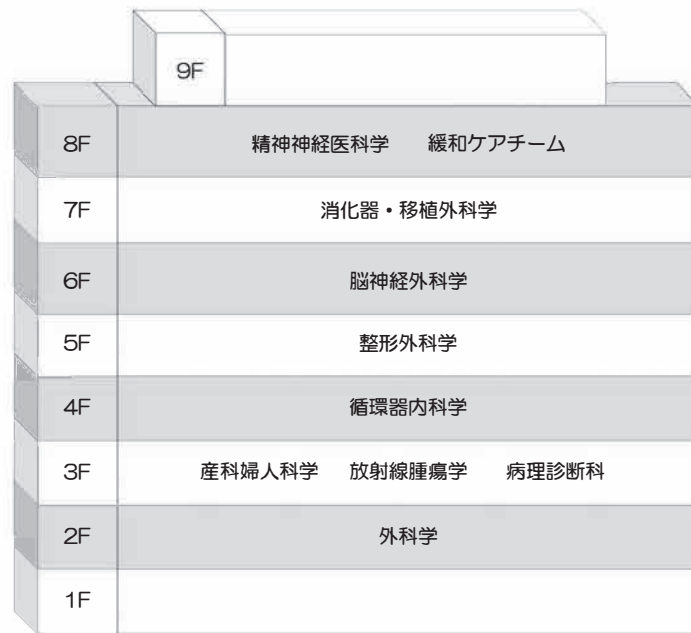 9F
8F 精神神経医科学 緩和ケアチーム
7F 消化器・移植外科学
6F 脳神経外科学
5F 整形外科学
4F 循環器内科学
3F 産科婦人科学 放射線腫瘍学 病理診断科
2F 外科学
1F